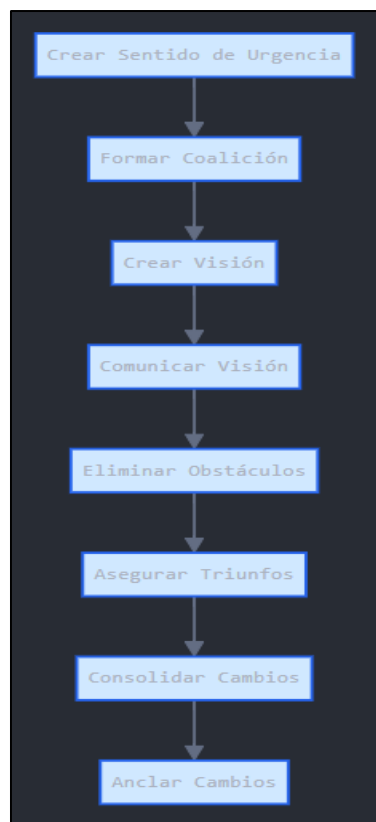 Crear Sentido de Urgencia
Formar Coalición
Crear Visión
Comunicar Visión
Eliminar Obstáculos
Asegurar Triunfos
Consolidar Cambios
Anclar Cambios